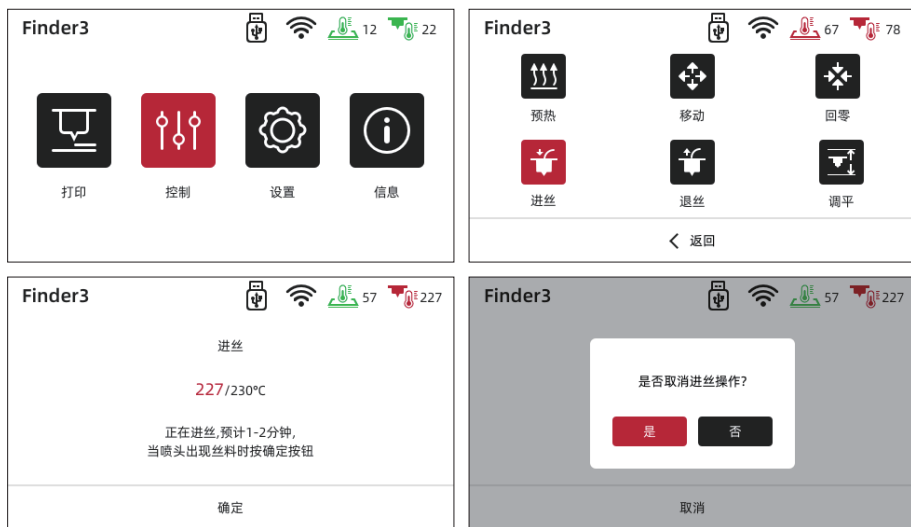 Finder3 12 22
打印 控制 设置 信息
Finder3 67 78
预热 移动 回零
进丝 退丝 调平
返回
Finder3 57 227
进丝
227/230℃
正在进丝,预计1-2分钟,
当喷头出现丝料时按确定按钮
确定
Finder3 57 227
是否取消进丝操作?
是 否
取消